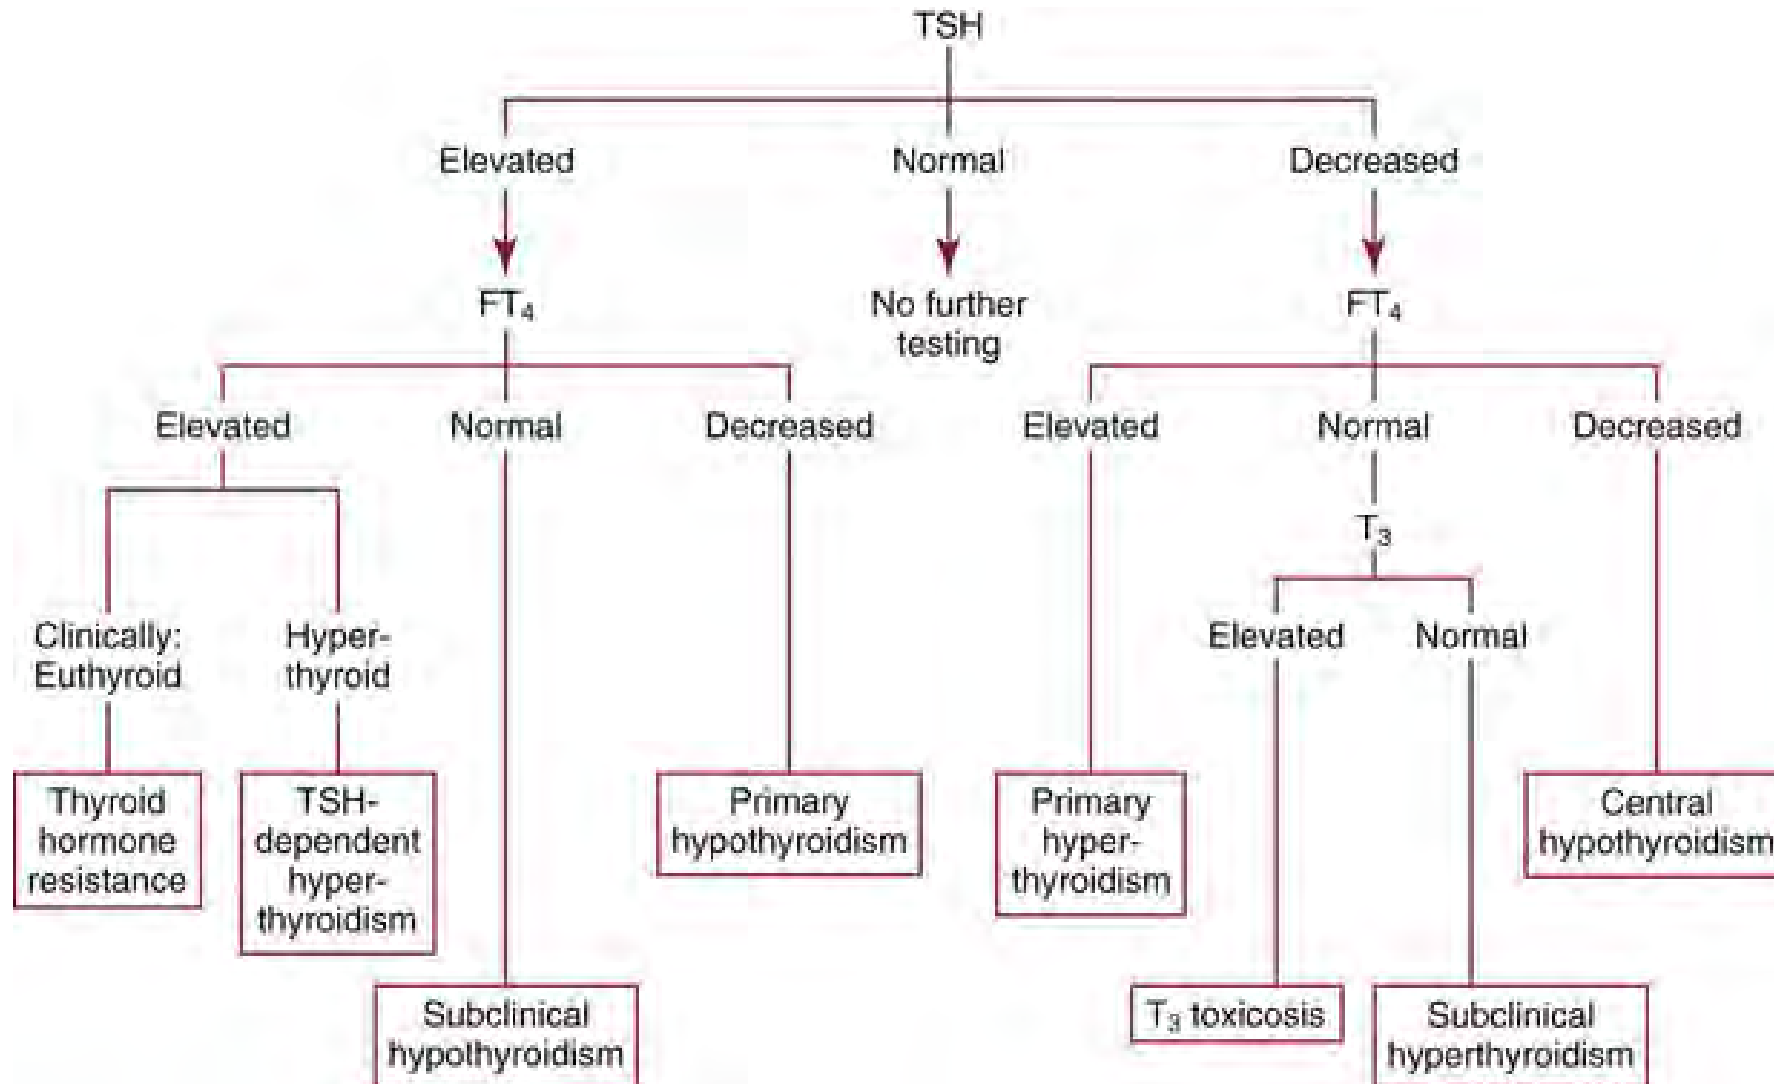 TSH
Elevated
Normal
Decreased
FT₄
No further
testing
FT₄
Elevated
Normal
Decreased
Elevated
Normal
Decreased
T₃
Clinically:
Euthyroid
Hyper-
thyroid
Elevated
Normal
Thyroid
hormone
resistance
TSH-
dependent
hyper-
thyroidism
Primary
hypothyroidism
Primary
hyper-
thyroidism
Central
hypothyroidism
Subclinical
hypothyroidism
T₃ toxicosis
Subclinical
hyperthyroidism